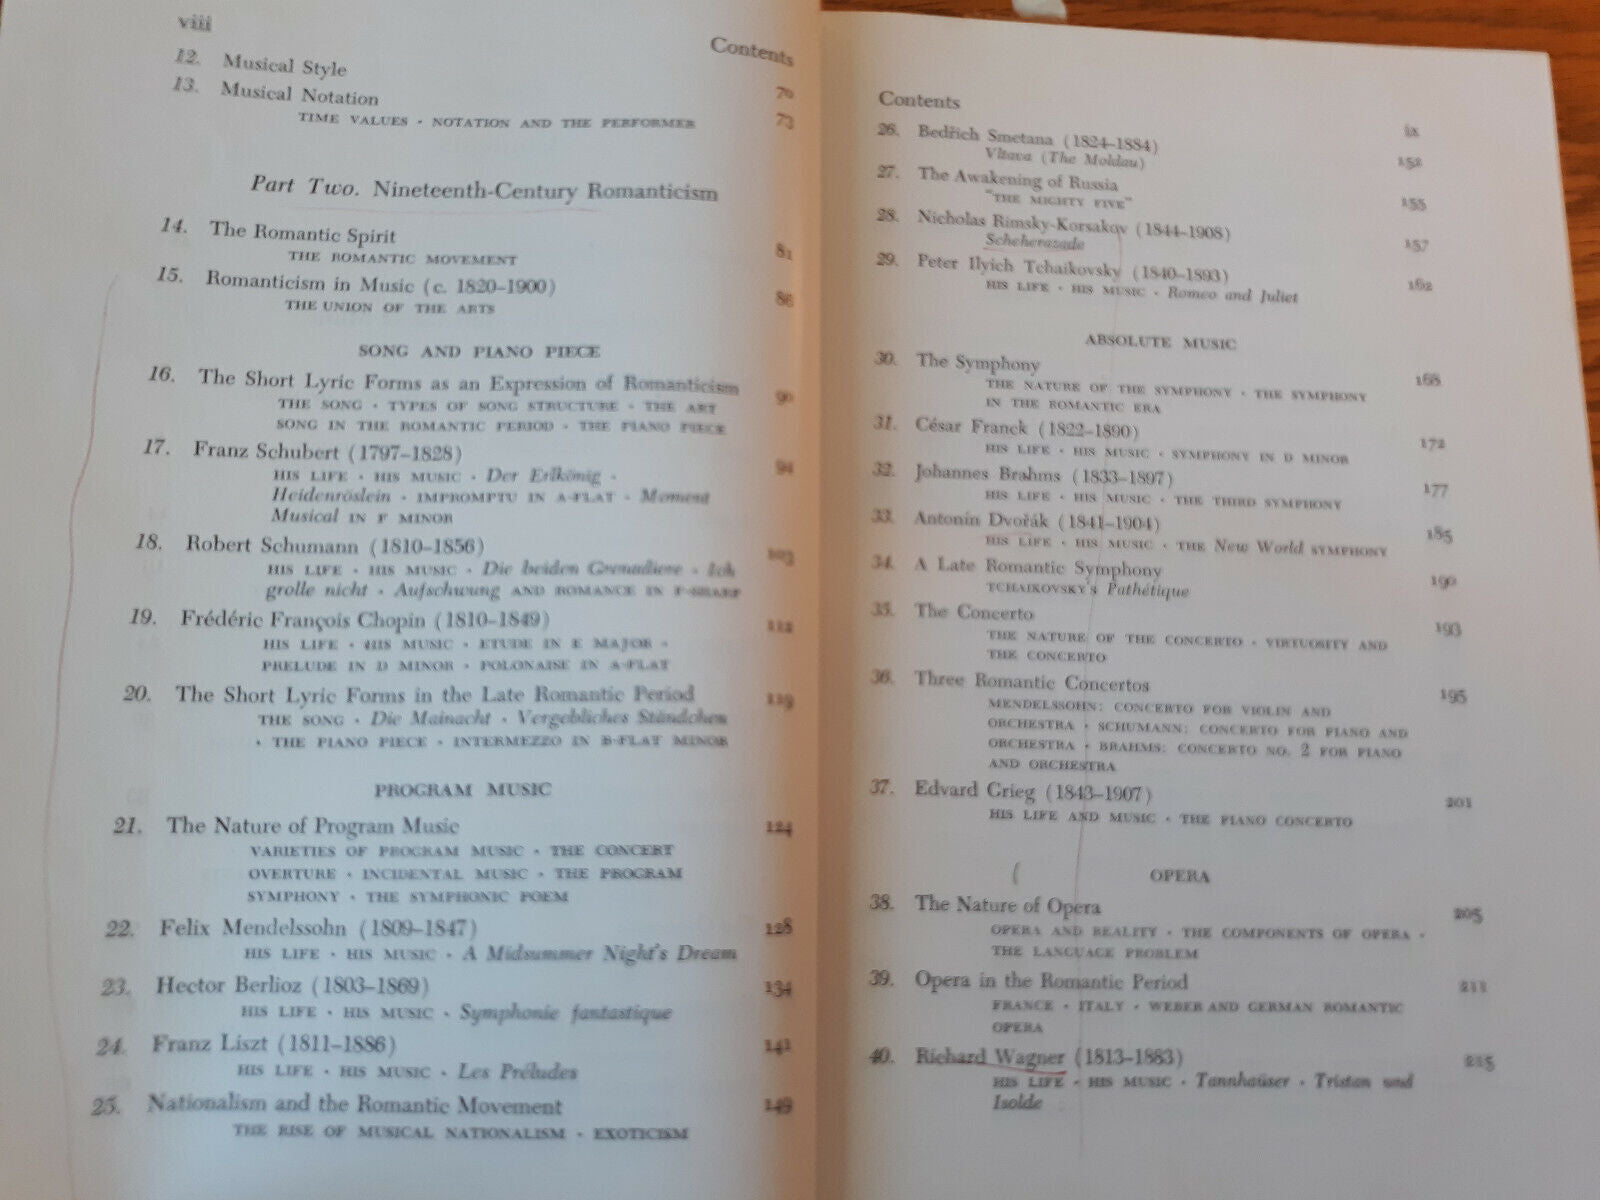 viii
Contents
12. Musical Style 70
13. Musical Notation 73
TIME VALUES · NOTATION AND THE PERFORMER
Part Two. Nineteenth-Century Romanticism
14. The Romantic Spirit 81
THE ROMANTIC MOVEMENT
15. Romanticism in Music (c. 1820–1900) 86
THE UNION OF THE ARTS
SONG AND PIANO PIECE
16. The Short Lyric Forms as an Expression of Romanticism 90
THE SONG · TYPES OF SONG STRUCTURE · THE ART
SONG IN THE ROMANTIC PERIOD · THE PIANO PIECE
17. Franz Schubert (1797–1828) 94
HIS LIFE · HIS MUSIC · Der Erlkönig ·
Heidenröslein · IMPROMPTU IN A-FLAT · Moment
Musical IN F MINOR
18. Robert Schumann (1810–1856) 103
HIS LIFE · HIS MUSIC · Die beiden Grenadiere · Ich
grolle nicht · Aufschwung AND ROMANCE IN F-SHARP
19. Frédéric François Chopin (1810–1849) 112
HIS LIFE · HIS MUSIC · ETUDE IN E MAJOR ·
PRELUDE IN D MINOR · POLONAISE IN A-FLAT
20. The Short Lyric Forms in the Late Romantic Period 119
THE SONG · Die Mainacht · Vergebliches Ständchen
· THE PIANO PIECE · INTERMEZZO IN B-FLAT MINOR
PROGRAM MUSIC
21. The Nature of Program Music 124
VARIETIES OF PROGRAM MUSIC · THE CONCERT
OVERTURE · INCIDENTAL MUSIC · THE PROGRAM
SYMPHONY · THE SYMPHONIC POEM
22. Felix Mendelssohn (1809–1847) 128
HIS LIFE · HIS MUSIC · A Midsummer Night's Dream
23. Hector Berlioz (1803–1869) 134
HIS LIFE · HIS MUSIC · Symphonie fantastique
24. Franz Liszt (1811–1886) 141
HIS LIFE · HIS MUSIC · Les Préludes
25. Nationalism and the Romantic Movement 149
THE RISE OF MUSICAL NATIONALISM · EXOTICISM
Contents ix
26. Bedřich Smetana (1824–1884) 152
Vltava (The Moldau)
27. The Awakening of Russia 155
"THE MIGHTY FIVE"
28. Nicholas Rimsky-Korsakov (1844–1908) 157
Scheherazade
29. Peter Ilyich Tchaikovsky (1840–1893) 162
HIS LIFE · HIS MUSIC · Romeo and Juliet
ABSOLUTE MUSIC
30. The Symphony 168
THE NATURE OF THE SYMPHONY · THE SYMPHONY
IN THE ROMANTIC ERA
31. César Franck (1822–1890) 172
HIS LIFE · HIS MUSIC · SYMPHONY IN D MINOR
32. Johannes Brahms (1833–1897) 177
HIS LIFE · HIS MUSIC · THE THIRD SYMPHONY
33. Antonín Dvořák (1841–1904) 185
HIS LIFE · HIS MUSIC · THE New World SYMPHONY
34. A Late Romantic Symphony 190
TCHAIKOVSKY'S Pathétique
35. The Concerto 193
THE NATURE OF THE CONCERTO · VIRTUOSITY AND
THE CONCERTO
36. Three Romantic Concertos 195
MENDELSSOHN: CONCERTO FOR VIOLIN AND
ORCHESTRA · SCHUMANN: CONCERTO FOR PIANO AND
ORCHESTRA · BRAHMS: CONCERTO NO. 2 FOR PIANO
AND ORCHESTRA
37. Edvard Grieg (1843–1907) 201
HIS LIFE AND MUSIC · THE PIANO CONCERTO
OPERA
38. The Nature of Opera 205
OPERA AND REALITY · THE COMPONENTS OF OPERA ·
THE LANGUAGE PROBLEM
39. Opera in the Romantic Period 211
FRANCE · ITALY · WEBER AND GERMAN ROMANTIC
OPERA
40. Richard Wagner (1813–1883) 215
HIS LIFE · HIS MUSIC · Tannhäuser · Tristan und
Isolde